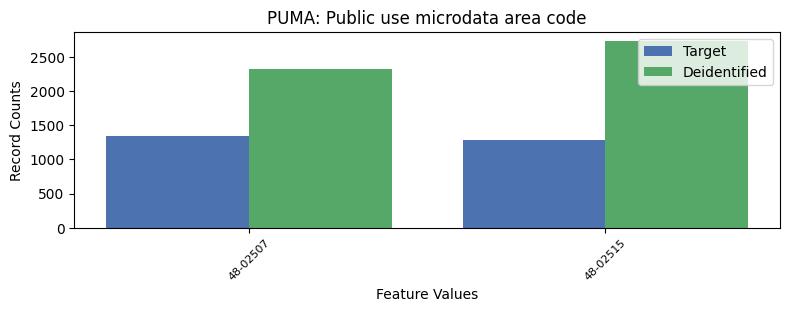 PUMA: Public use microdata area code
Target
Deidentified
2500
2000
1500
1000
500
0
Record Counts
48-02507
48-02515
Feature Values